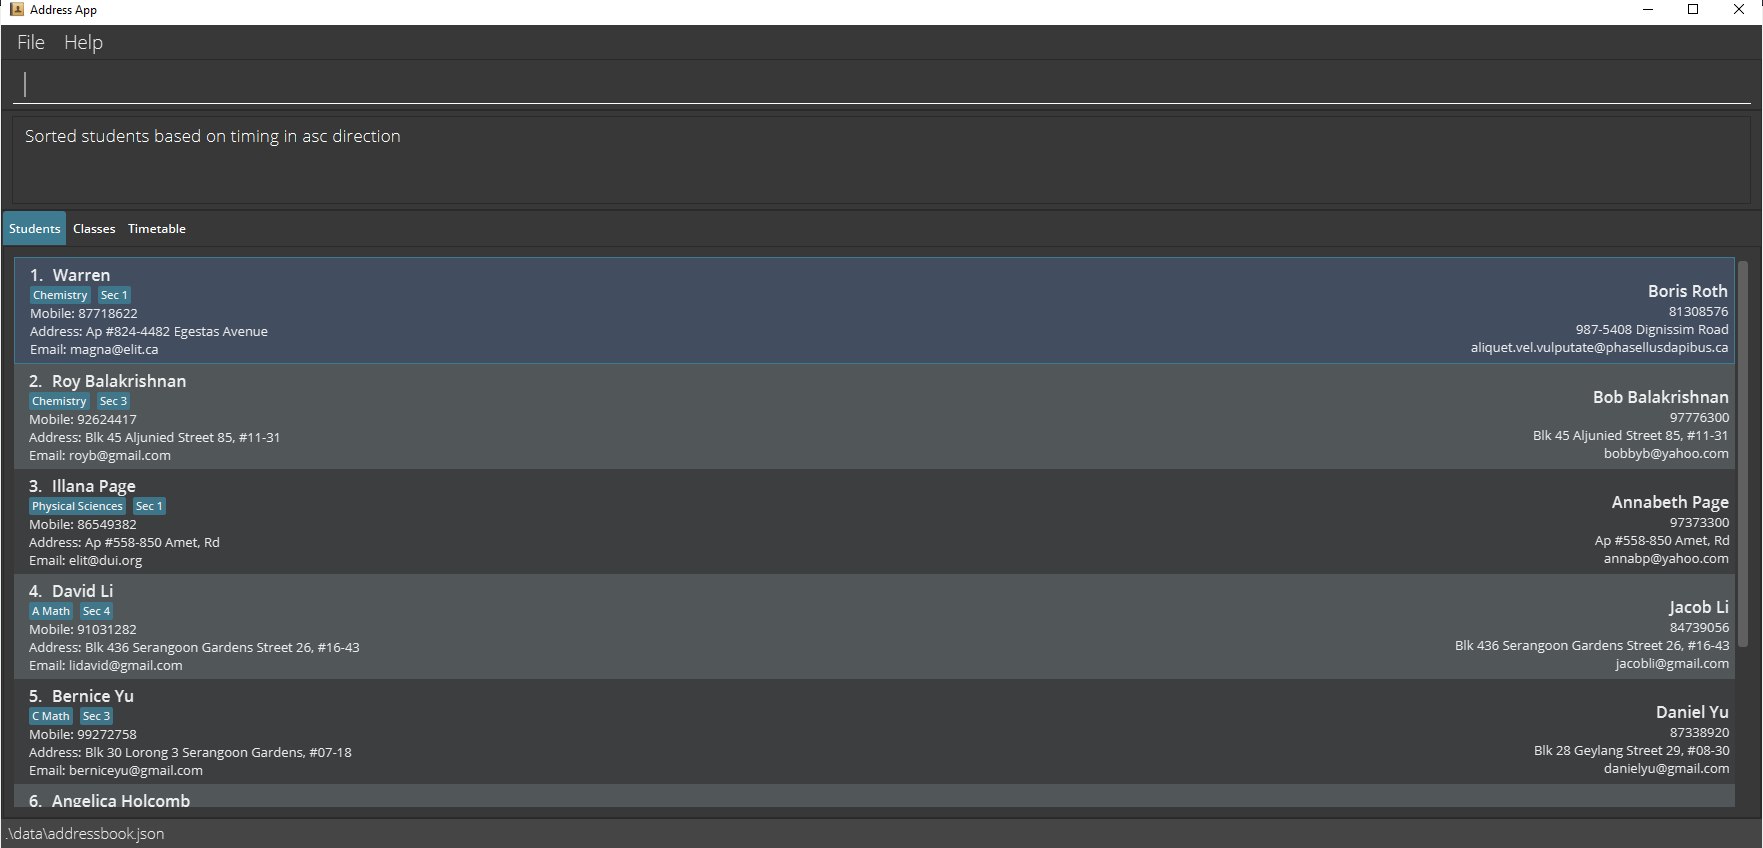 Address App
File Help
Sorted students based on timing in asc direction
Students Classes Timetable
1. Warren
Chemistry Sec 1
Mobile: 87718622
Address: Ap #824-4482 Egestas Avenue
Email: magna@elit.ca
Boris Roth
81308576
987-5408 Dignissim Road
aliquet.vel.vulputate@phasellusdapibus.ca
2. Roy Balakrishnan
Chemistry Sec 3
Mobile: 92624417
Address: Blk 45 Aljunied Street 85, #11-31
Email: royb@gmail.com
Bob Balakrishnan
97776300
Blk 45 Aljunied Street 85, #11-31
bobbyb@yahoo.com
3. Illana Page
Physical Sciences Sec 1
Mobile: 86549382
Address: Ap #558-850 Amet, Rd
Email: elit@dui.org
Annabeth Page
97373300
Ap #558-850 Amet, Rd
annabp@yahoo.com
4. David Li
A Math Sec 4
Mobile: 91031282
Address: Blk 436 Serangoon Gardens Street 26, #16-43
Email: lidavid@gmail.com
Jacob Li
84739056
Blk 436 Serangoon Gardens Street 26, #16-43
jacobli@gmail.com
5. Bernice Yu
C Math Sec 3
Mobile: 99272758
Address: Blk 30 Lorong 3 Serangoon Gardens, #07-18
Email: berniceyu@gmail.com
Daniel Yu
87338920
Blk 28 Geylang Street 29, #08-30
danielyu@gmail.com
6. Angelica Holcomb
.\data\addressbook.json